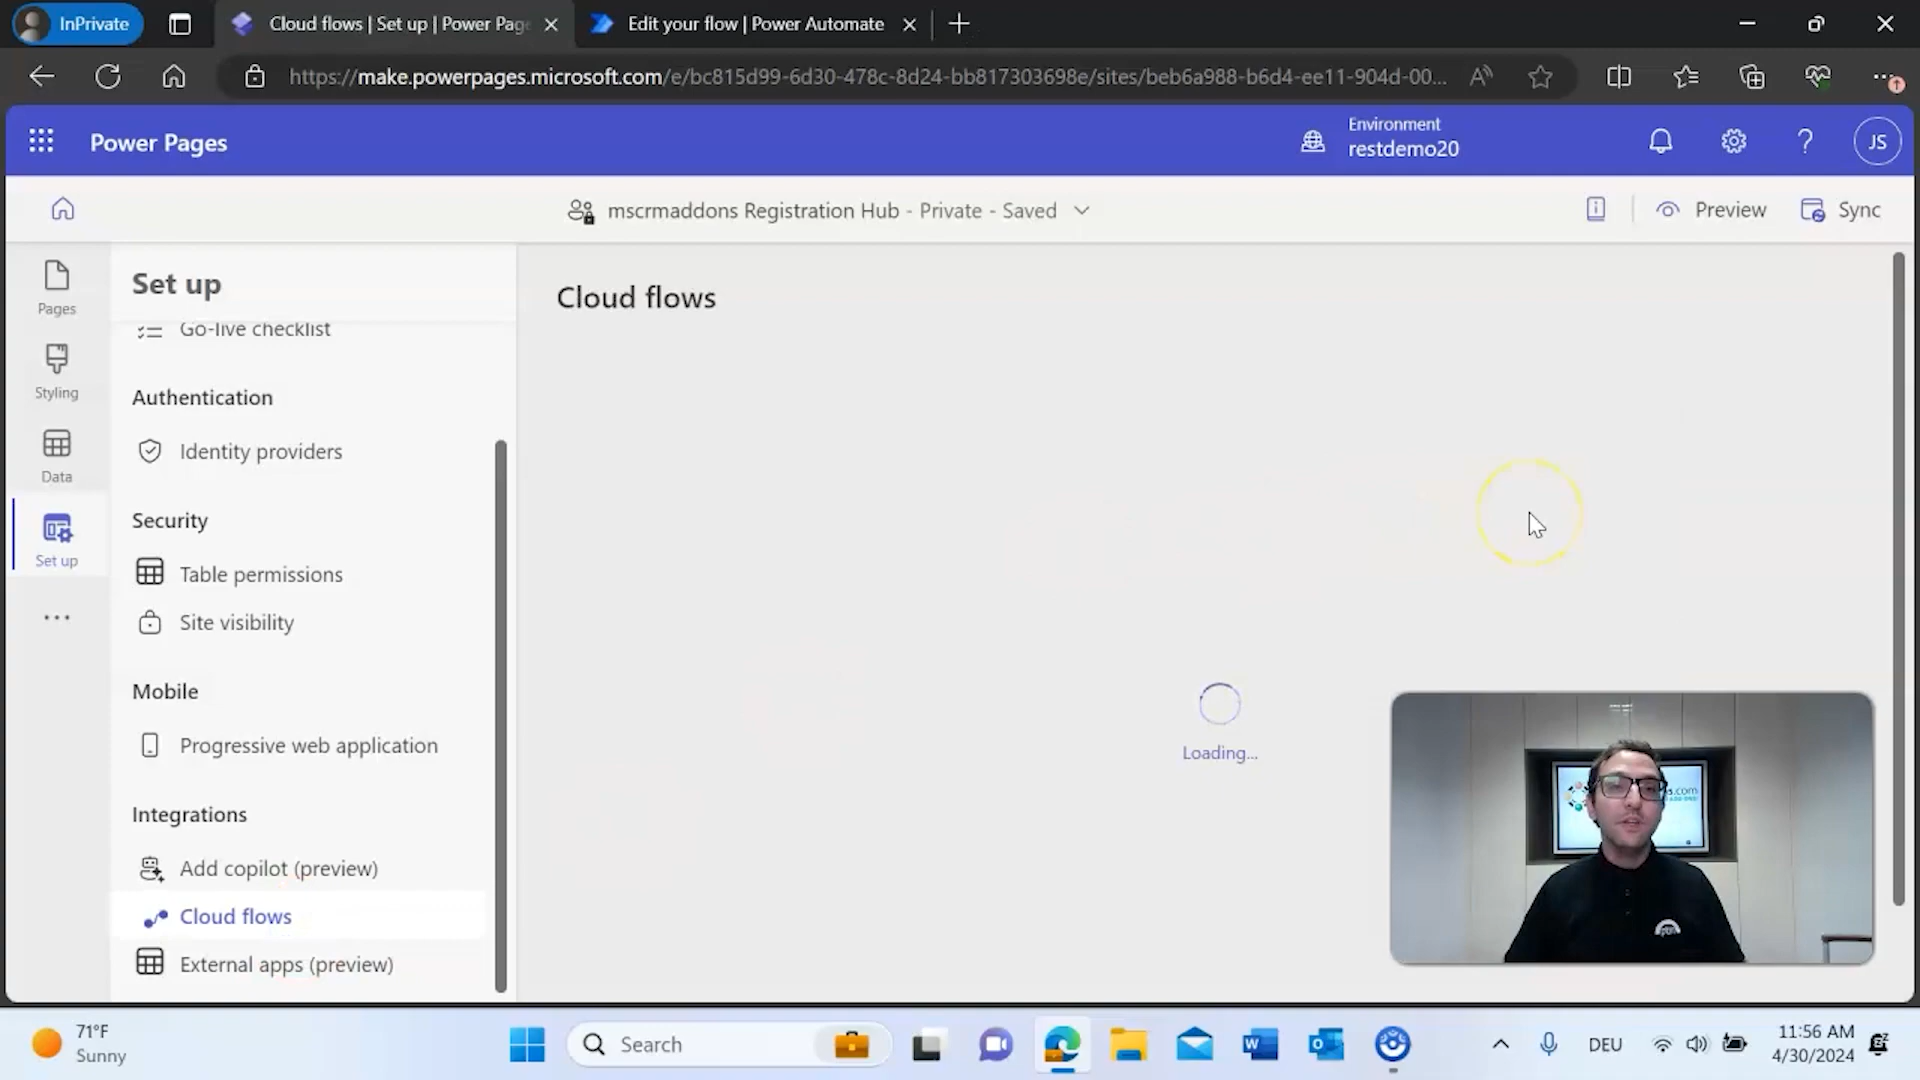 InPrivate
Cloud flows | Set up | Power Page
Edit your flow | Power Automate
https://make.powerpages.microsoft.com/e/bc815d99-6d30-478c-8d24-bb817303698e/sites/beb6a988-b6d4-ee11-904d-00...
Power Pages
Environment
restdemo20
JS
mscrmaddons Registration Hub - Private - Saved
Preview
Sync
Pages
Styling
Data
Set up
Set up
Go-live checklist
Authentication
Identity providers
Security
Table permissions
Site visibility
Mobile
Progressive web application
Integrations
Add copilot (preview)
Cloud flows
External apps (preview)
Cloud flows
Loading...
71°F
Sunny
Search
DEU
11:56 AM
4/30/2024